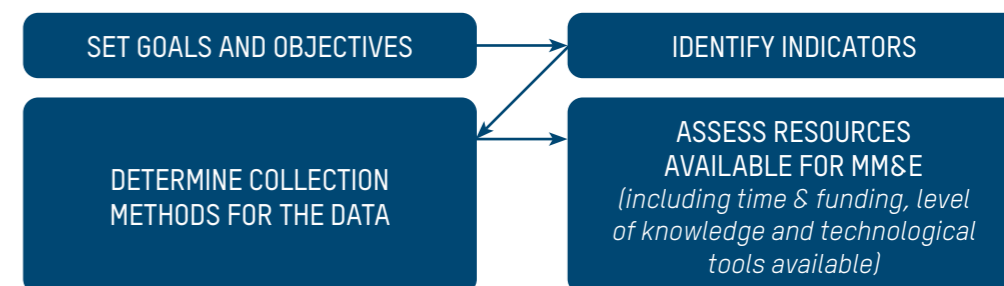 SET GOALS AND OBJECTIVES
IDENTIFY INDICATORS
DETERMINE COLLECTION
METHODS FOR THE DATA
ASSESS RESOURCES
AVAILABLE FOR MM&E
(including time & funding, level
of knowledge and technological
tools available)